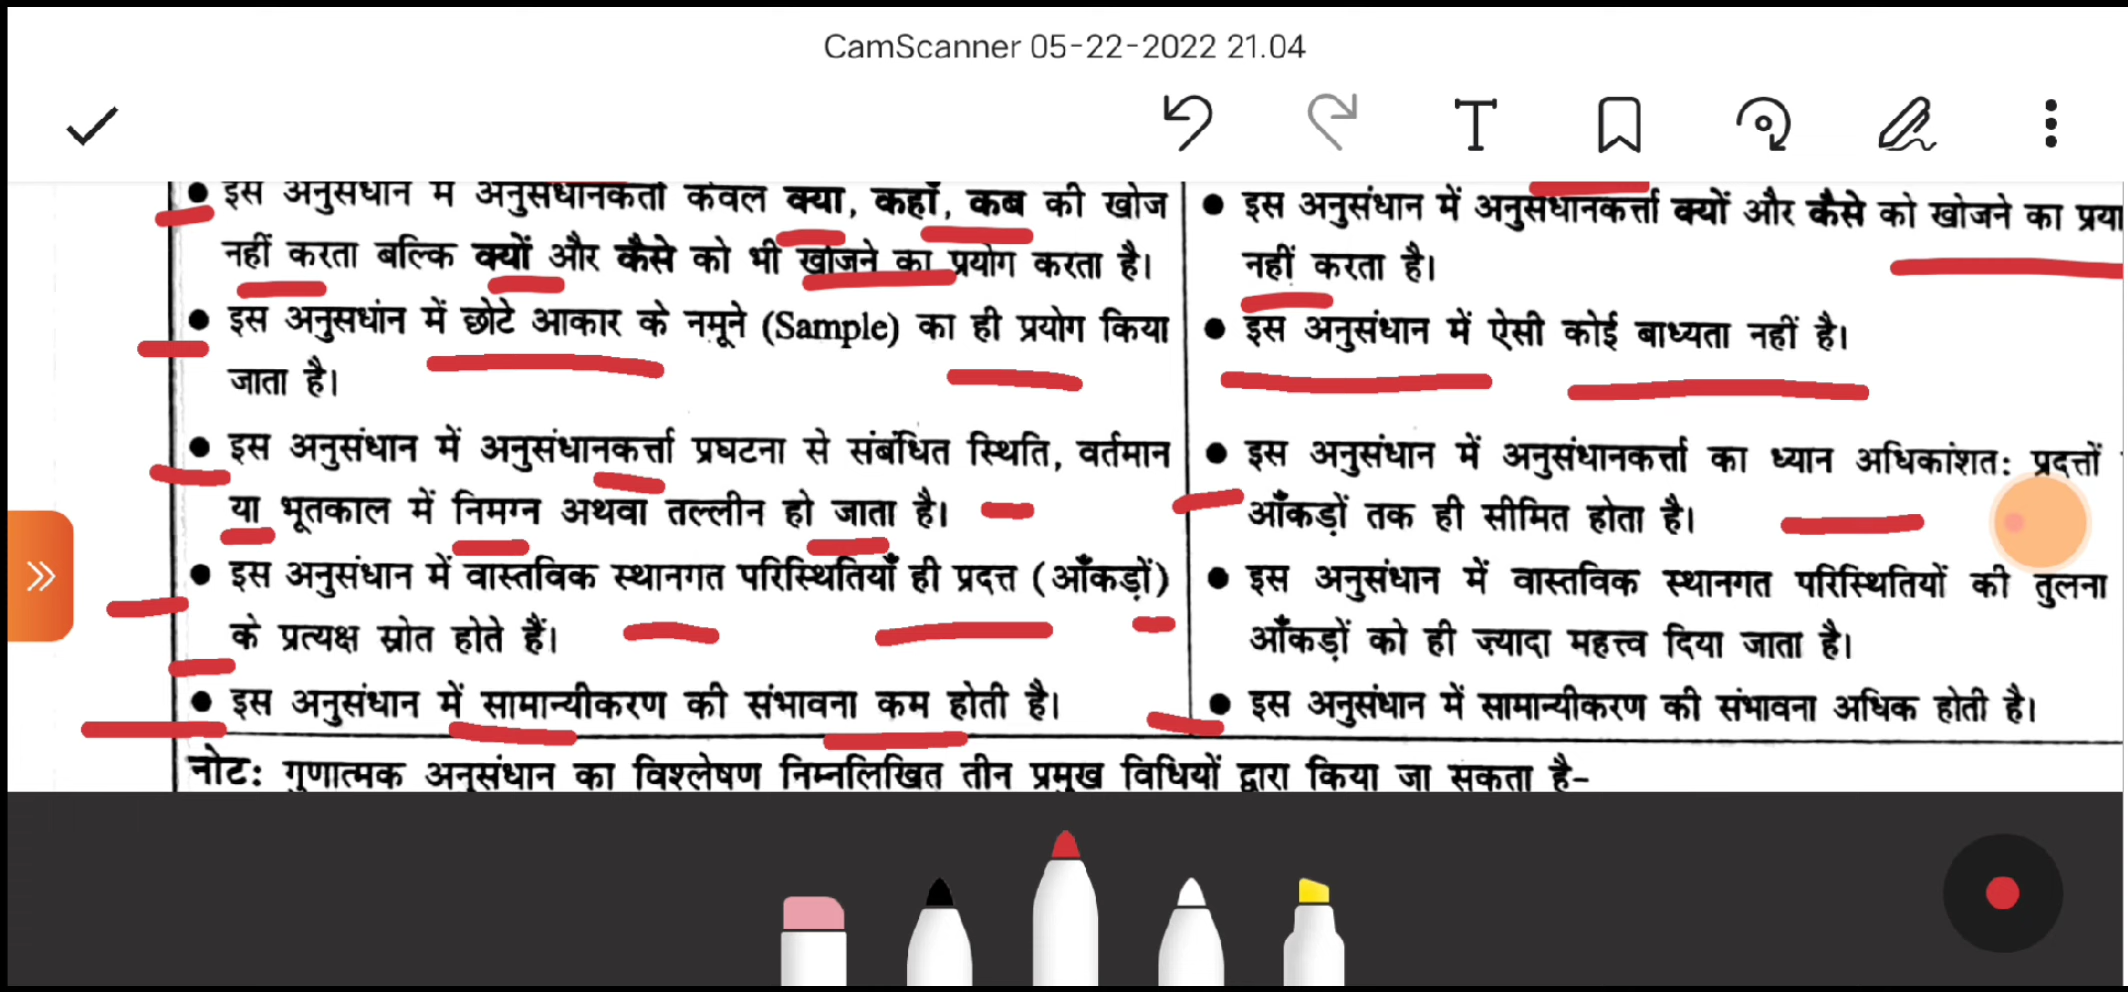 CamScanner 05-22-2022 21.04
● इस अनुसंधान में अनुसंधानकर्ता केवल क्या, कहाँ, कब की खोज
नहीं करता बल्कि क्यों और कैसे को भी खोजने का प्रयोग करता है।
● इस अनुसधांन में छोटे आकार के नमूने (Sample) का ही प्रयोग किया
जाता है।
● इस अनुसंधान में अनुसंधानकर्त्ता प्रघटना से संबंधित स्थिति, वर्तमान
या भूतकाल में निमग्न अथवा तल्लीन हो जाता है।
● इस अनुसंधान में वास्तविक स्थानगत परिस्थितियाँ ही प्रदत्त (आँकड़ों)
के प्रत्यक्ष स्रोत होते हैं।
● इस अनुसंधान में सामान्यीकरण की संभावना कम होती है।
● इस अनुसंधान में अनुसंधानकर्त्ता क्यों और कैसे को खोजने का
नहीं करता है।
● इस अनुसंधान में ऐसी कोई बाध्यता नहीं है।
● इस अनुसंधान में अनुसंधानकर्त्ता का ध्यान अधिकांशतः प्रदत्तों
आँकड़ों तक ही सीमित होता है।
● इस अनुसंधान में वास्तविक स्थानगत परिस्थितियों की तुलना
आँकड़ों को ही ज़्यादा महत्त्व दिया जाता है।
● इस अनुसंधान में सामान्यीकरण की संभावना अधिक होती है।
नोट: गुणात्मक अनुसंधान का विश्लेषण निम्नलिखित तीन प्रमुख विधियों द्वारा किया जा सकता है-